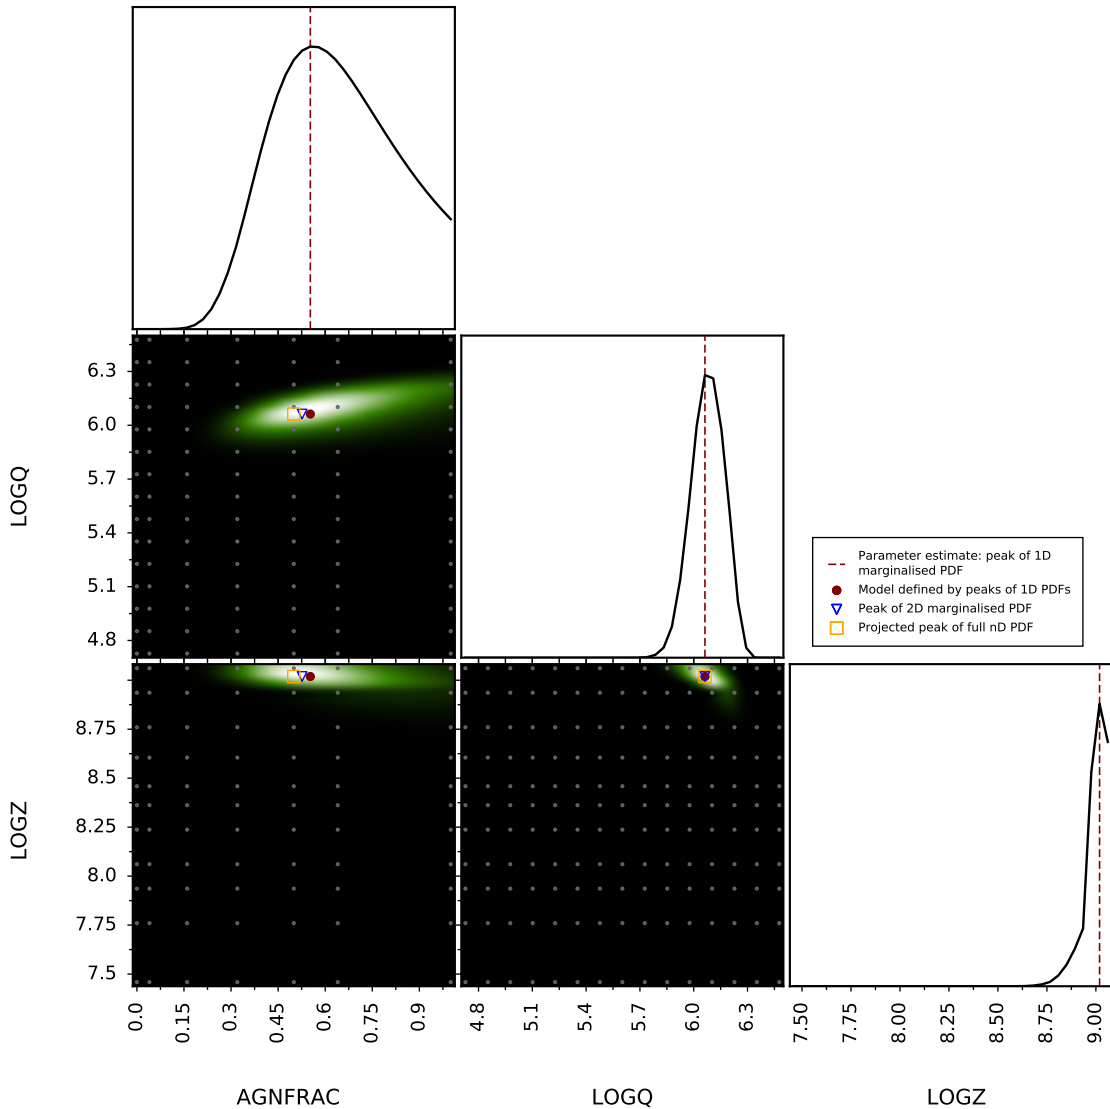 6.3
6.0
5.7
5.4
5.1
4.8
LOGQ
Parameter estimate: peak of 1D
marginalised PDF
Model defined by peaks of 1D PDFs
Peak of 2D marginalised PDF
Projected peak of full nD PDF
8.75
8.5
8.25
8.0
7.75
7.5
LOGZ
0.0 0.15 0.3 0.45 0.6 0.75 0.9
4.8 5.1 5.4 5.7 6.0 6.3
7.50 7.75 8.00 8.25 8.50 8.75 9.00
AGNFRAC LOGQ LOGZ